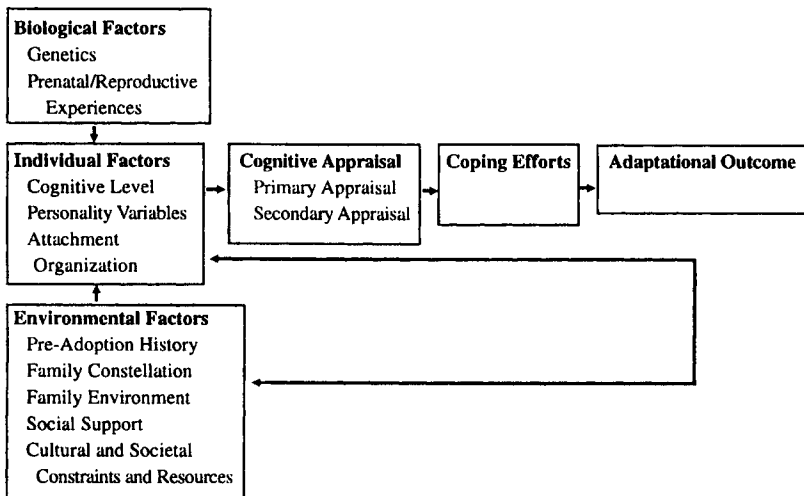 Biological Factors
Genetics
Prenatal/Reproductive
Experiences
Individual Factors
Cognitive Level
Personality Variables
Attachment
Organization
Cognitive Appraisal
Primary Appraisal
Secondary Appraisal
Coping Efforts
Adaptational Outcome
Environmental Factors
Pre-Adoption History
Family Constellation
Family Environment
Social Support
Cultural and Societal
Constraints and Resources